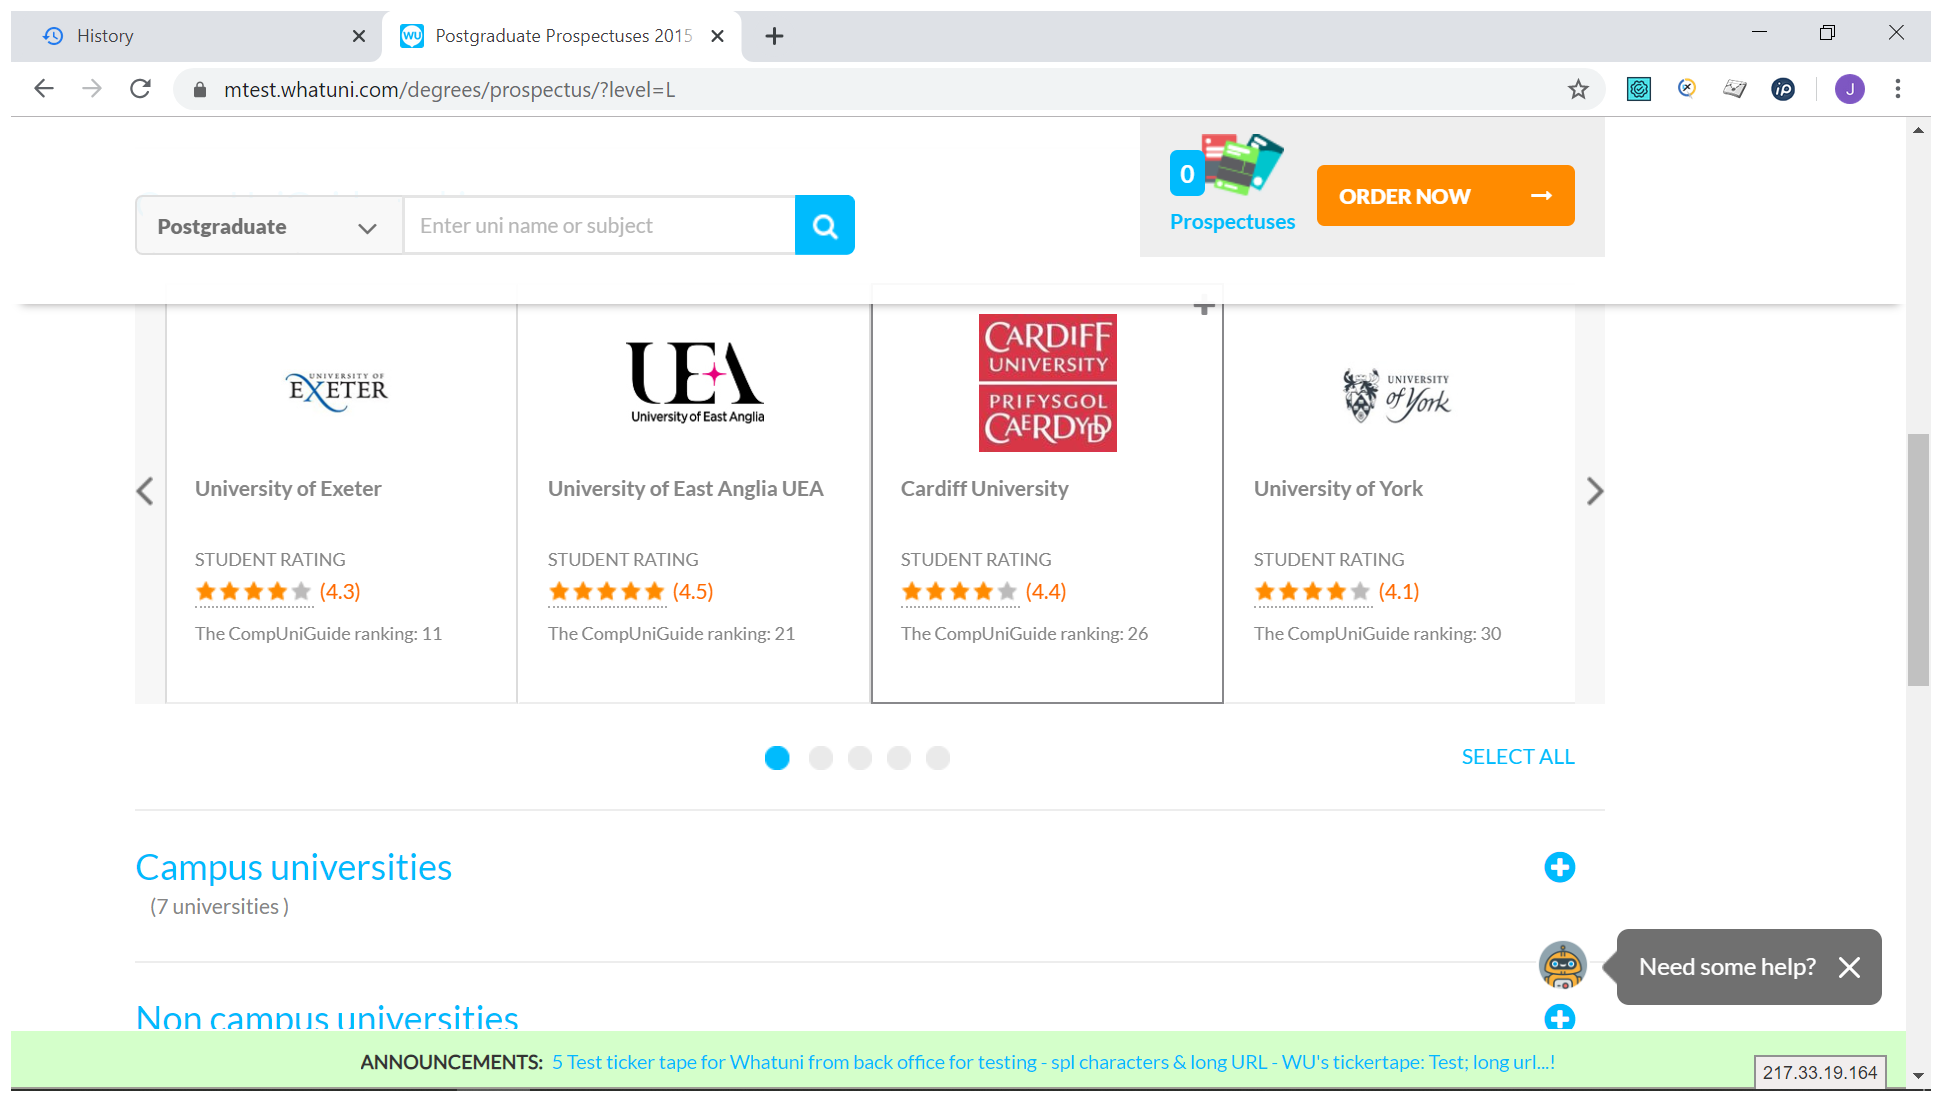 History
Postgraduate Prospectuses 2015
mtest.whatuni.com/degrees/prospectus/?level=L
J
0
Prospectuses
ORDER NOW
Postgraduate
Enter uni name or subject
UNIVERSITY OF
EXETER
UEA
University of East Anglia
CARDIFF
UNIVERSITY
PRIFYSGOL
CAERDYDD
UNIVERSITY
of York
University of Exeter
University of East Anglia UEA
Cardiff University
University of York
STUDENT RATING
STUDENT RATING
STUDENT RATING
STUDENT RATING
(4.3)
(4.5)
(4.4)
(4.1)
The CompUniGuide ranking: 11
The CompUniGuide ranking: 21
The CompUniGuide ranking: 26
The CompUniGuide ranking: 30
SELECT ALL
Campus universities
(7 universities )
Need some help?
Non campus universities
ANNOUNCEMENTS: 5 Test ticker tape for Whatuni from back office for testing - spl characters & long URL - WU's tickertape: Test; long url...!
217.33.19.164